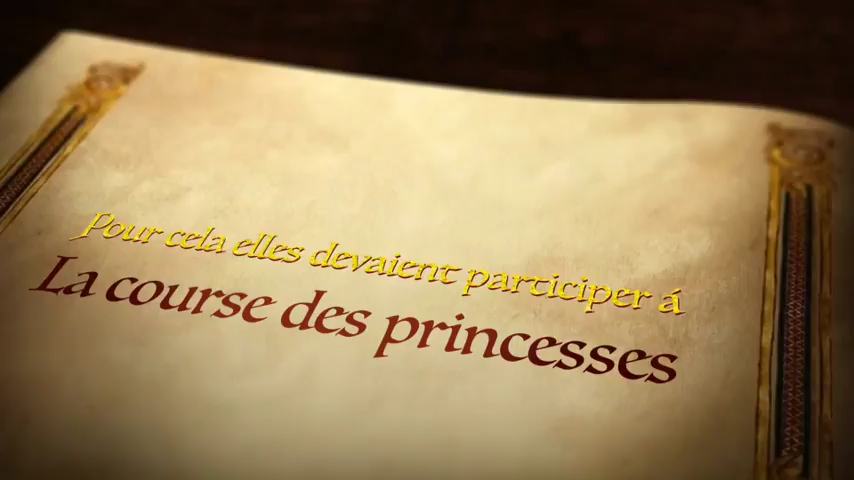 Pour cela elles devaient participer á
La course des princesses